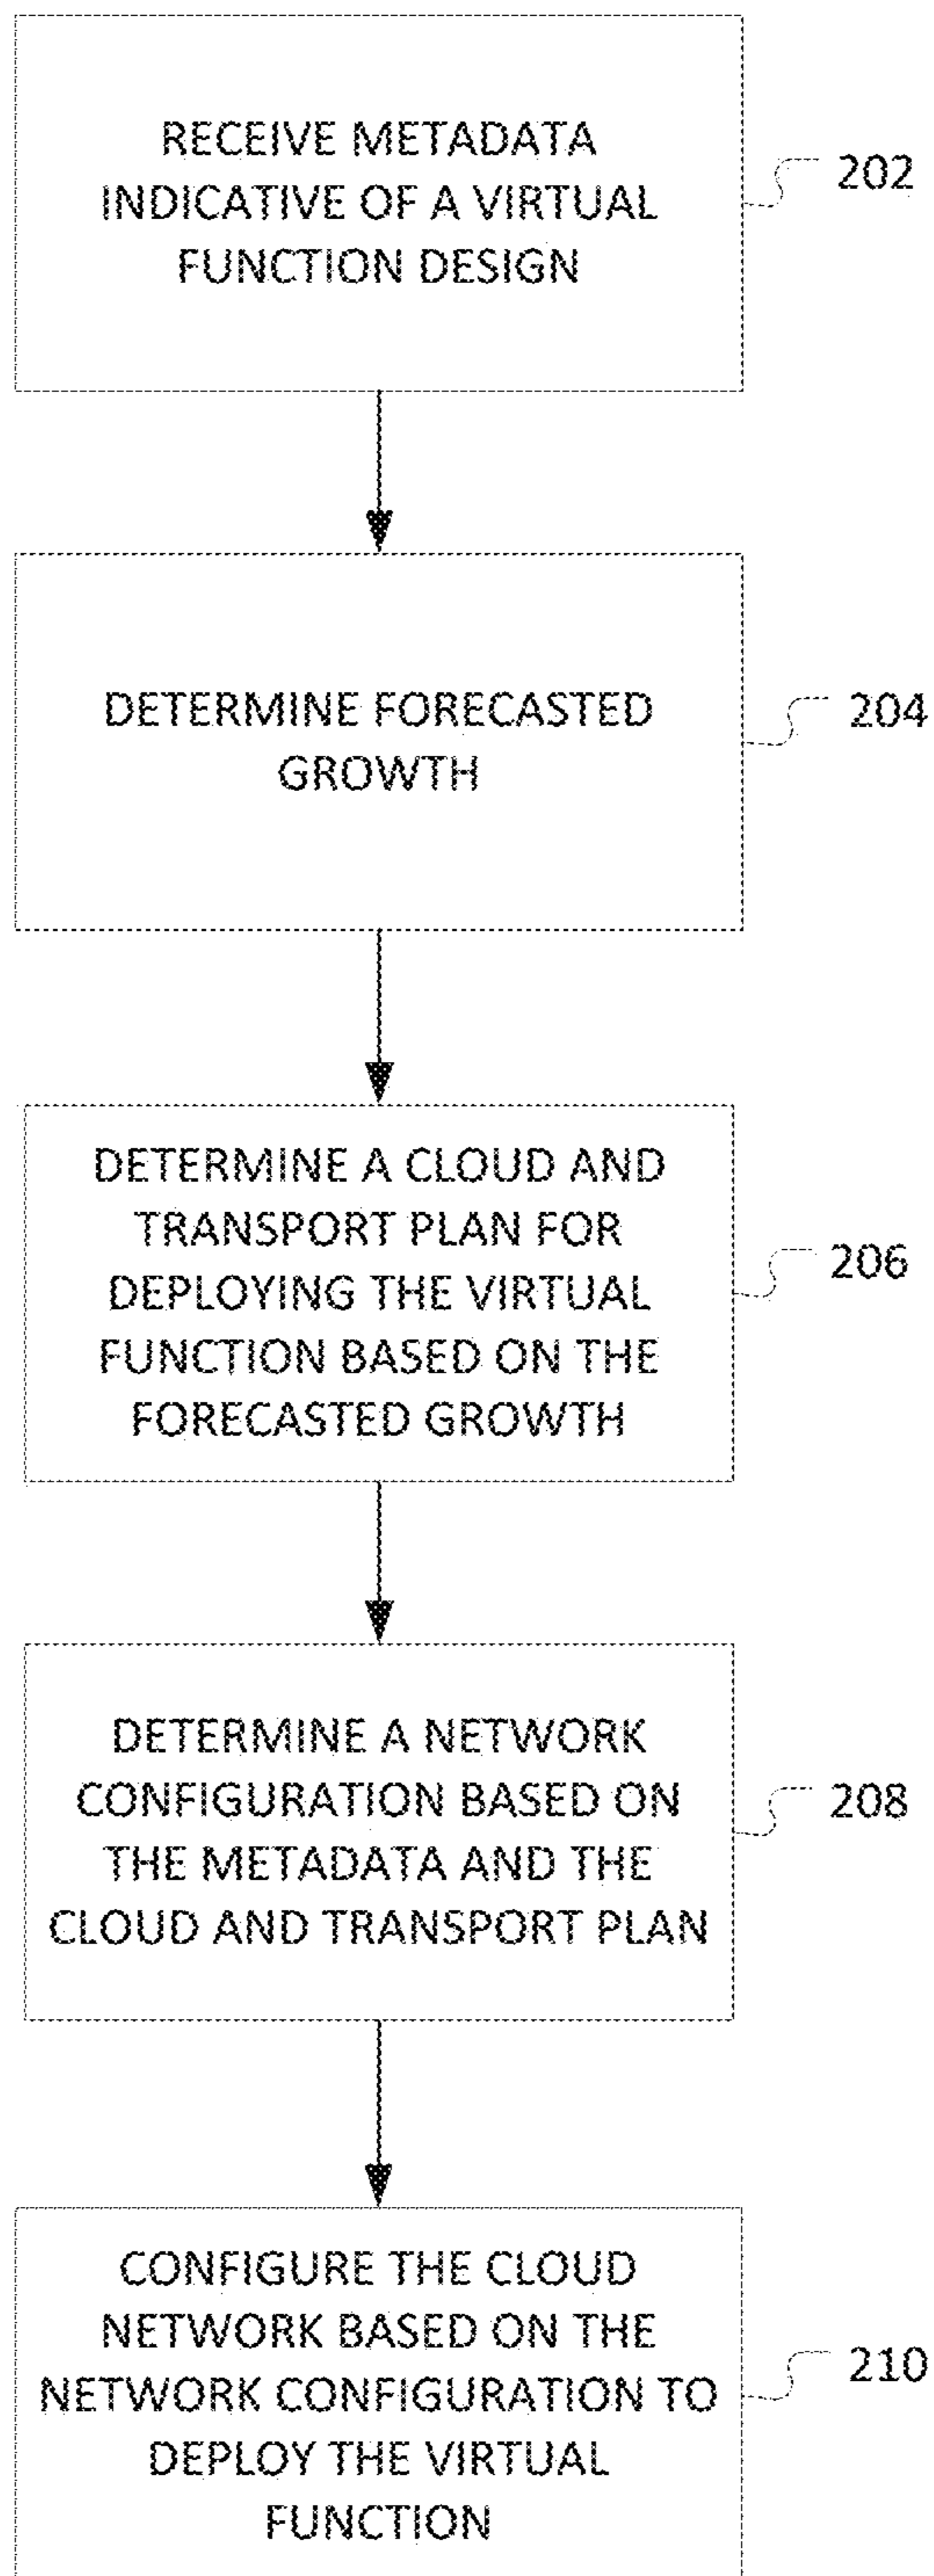 RECEIVE METADATA
INDICATIVE OF A VIRTUAL
FUNCTION DESIGN
202
DETERMINE FORECASTED
GROWTH
204
DETERMINE A CLOUD AND
TRANSPORT PLAN FOR
DEPLOYING THE VIRTUAL
FUNCTION BASED ON THE
FORECASTED GROWTH
206
DETERMINE A NETWORK
CONFIGURATION BASED ON
THE METADATA AND THE
CLOUD AND TRANSPORT PLAN
208
CONFIGURE THE CLOUD
NETWORK BASED ON THE
NETWORK CONFIGURATION TO
DEPLOY THE VIRTUAL
FUNCTION
210